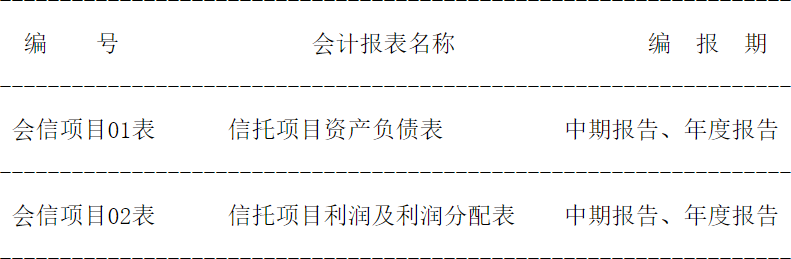 编 号 会计报表名称 编 报 期
会信项目01表 信托项目资产负债表 中期报告、年度报告
会信项目02表 信托项目利润及利润分配表 中期报告、年度报告